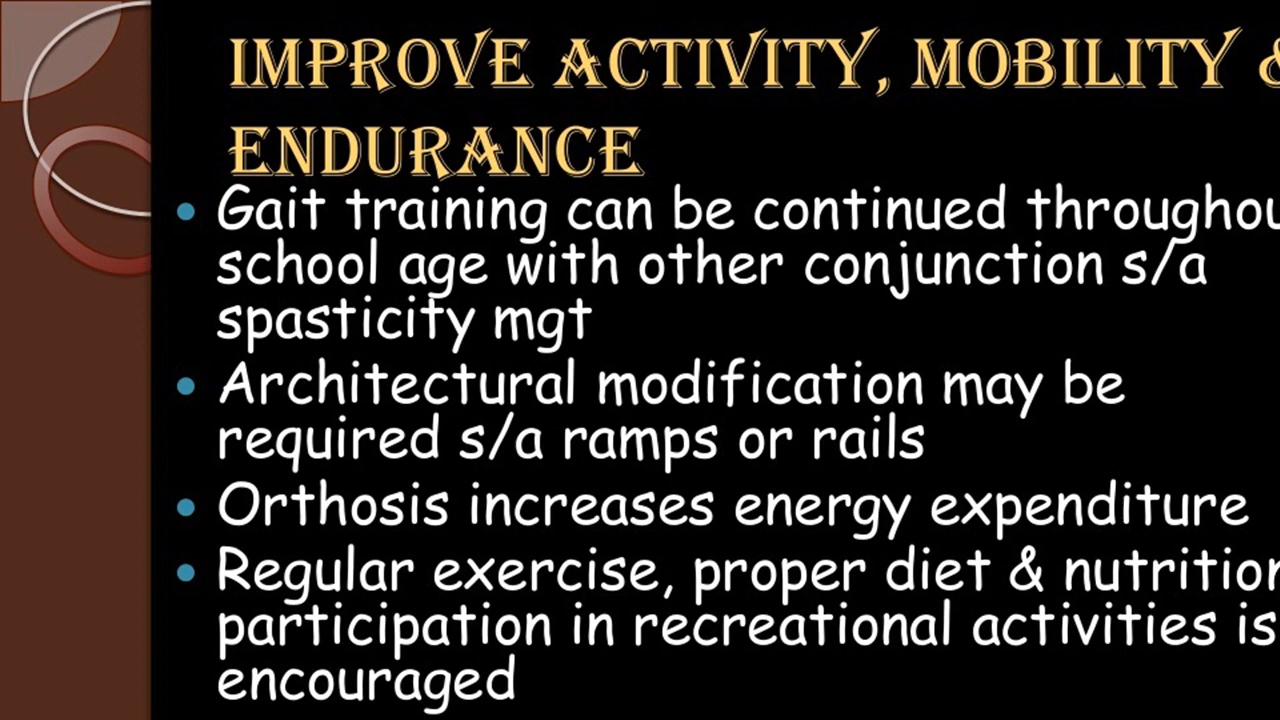 IMPROVE ACTIVITY, MOBILITY &
ENDURANCE
• Gait training can be continued throughou
school age with other conjunction s/a
spasticity mgt
• Architectural modification may be
required s/a ramps or rails
• Orthosis increases energy expenditure
• Regular exercise, proper diet & nutrition
participation in recreational activities is
encouraged